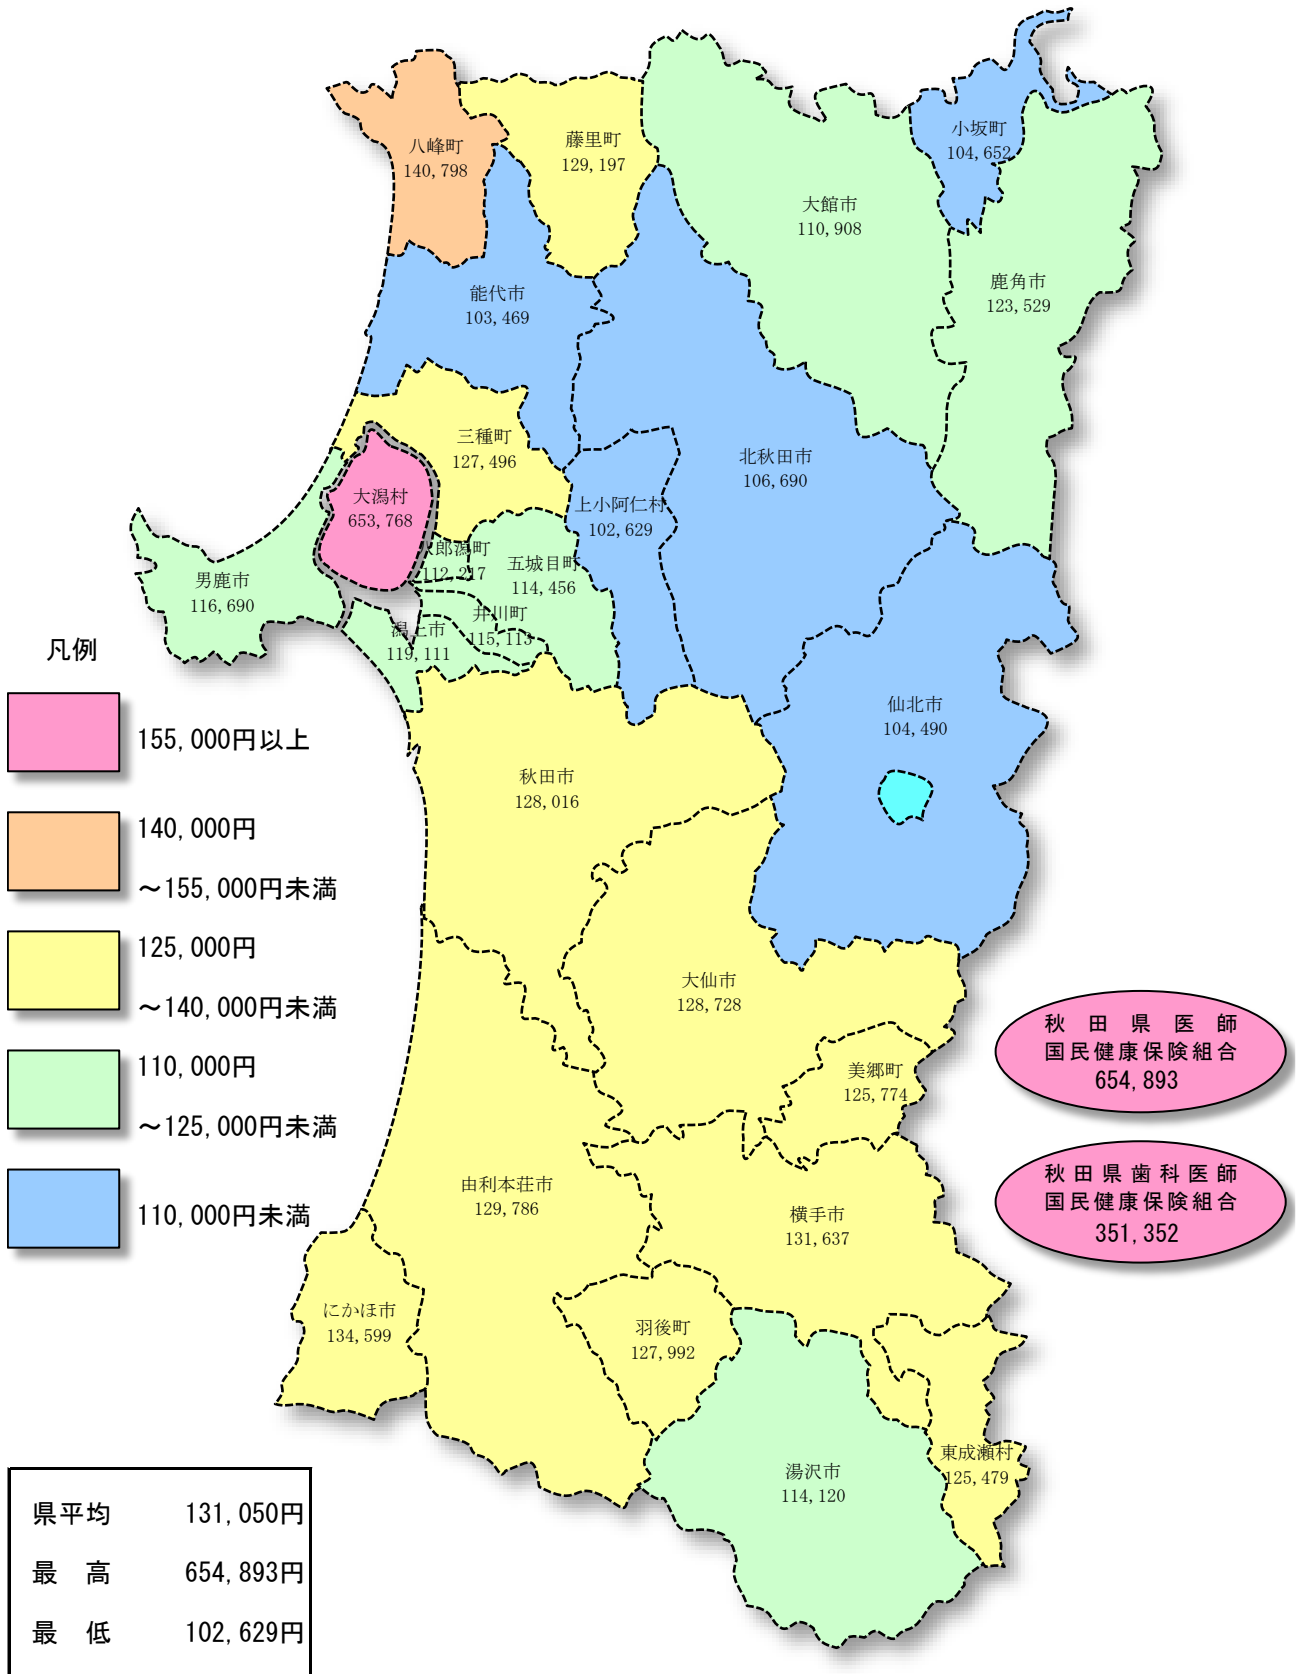 小坂町
104,652
八峰町
140,798
藤里町
129,197
大館市
110,908
鹿角市
123,529
能代市
103,469
三種町
127,496
北秋田市
106,690
大潟村
653,768
上小阿仁村
102,629
郎潟町
112,217
五城目町
114,456
男鹿市
116,690
井川町
115,113
潟上市
119,111
仙北市
104,490
秋田市
128,016
大仙市
128,728
美郷町
125,774
由利本荘市
129,786
横手市
131,637
にかほ市
134,599
羽後町
127,992
東成瀬村
125,479
湯沢市
114,120
凡例
155,000円以上
140,000円
～155,000円未満
125,000円
～140,000円未満
110,000円
～125,000円未満
110,000円未満
秋田県医師
国民健康保険組合
654,893
秋田県歯科医師
国民健康保険組合
351,352
県平均 131,050円
最高 654,893円
最低 102,629円